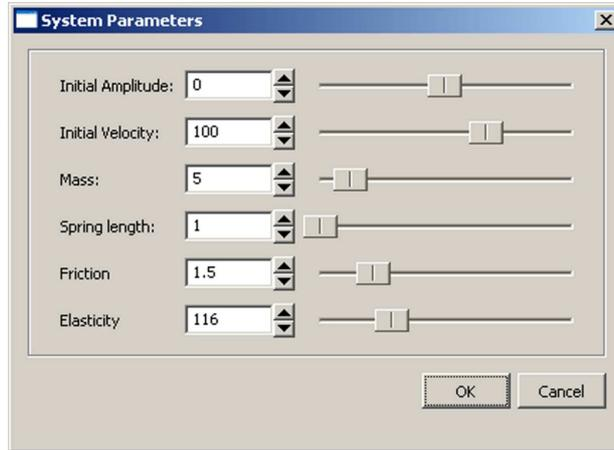 System Parameters
Initial Amplitude: 0
Initial Velocity: 100
Mass: 5
Spring length: 1
Friction 1.5
Elasticity 116
OK Cancel